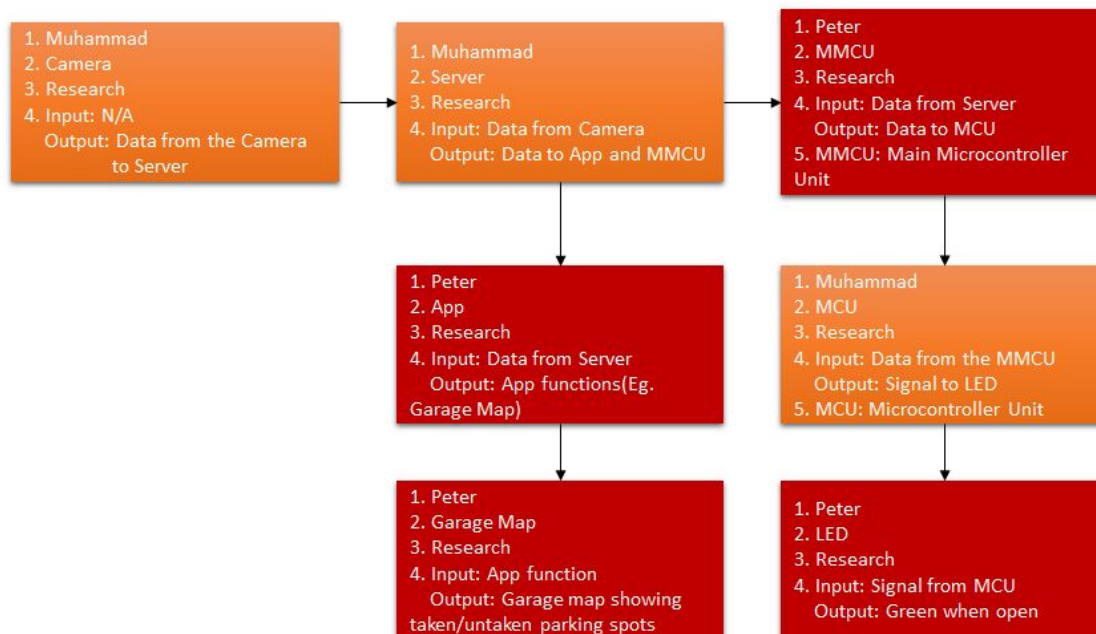 1. Muhammad
2. Camera
3. Research
4. Input: N/A
Output: Data from the Camera
to Server
1. Muhammad
2. Server
3. Research
4. Input: Data from Camera
Output: Data to App and MMCU
1. Peter
2. MMCU
3. Research
4. Input: Data from Server
Output: Data to MCU
5. MMCU: Main Microcontroller
Unit
1. Peter
2. App
3. Research
4. Input: Data from Server
Output: App functions(Eg.
Garage Map)
1. Muhammad
2. MCU
3. Research
4. Input: Data from the MMCU
Output: Signal to LED
5. MCU: Microcontroller Unit
1. Peter
2. Garage Map
3. Research
4. Input: App function
Output: Garage map showing
taken/untaken parking spots
1. Peter
2. LED
3. Research
4. Input: Signal from MCU
Output: Green when open